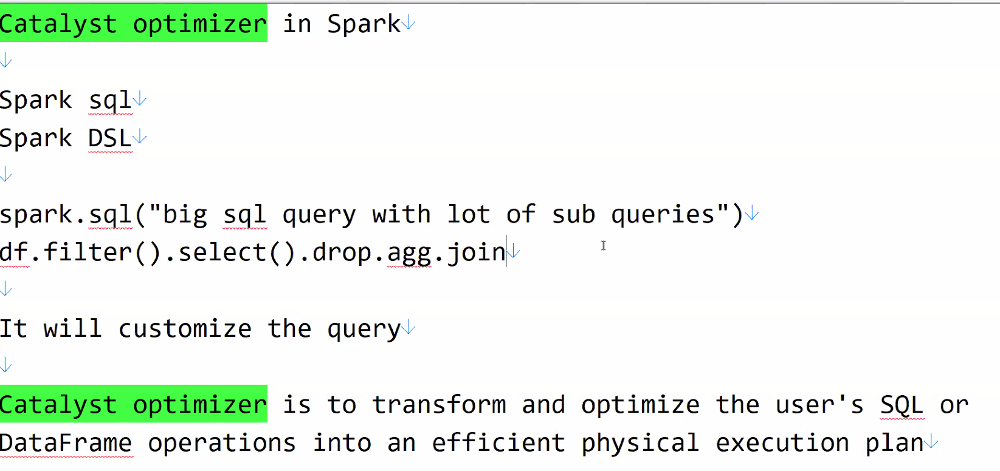 Catalyst optimizer in Spark↓
↓
Spark sql↓
Spark DSL↓
↓
spark.sql("big sql query with lot of sub queries")↓
df.filter().select().drop.agg.join↓
↓
It will customize the query↓
↓
Catalyst optimizer is to transform and optimize the user's SQL or
DataFrame operations into an efficient physical execution plan↓